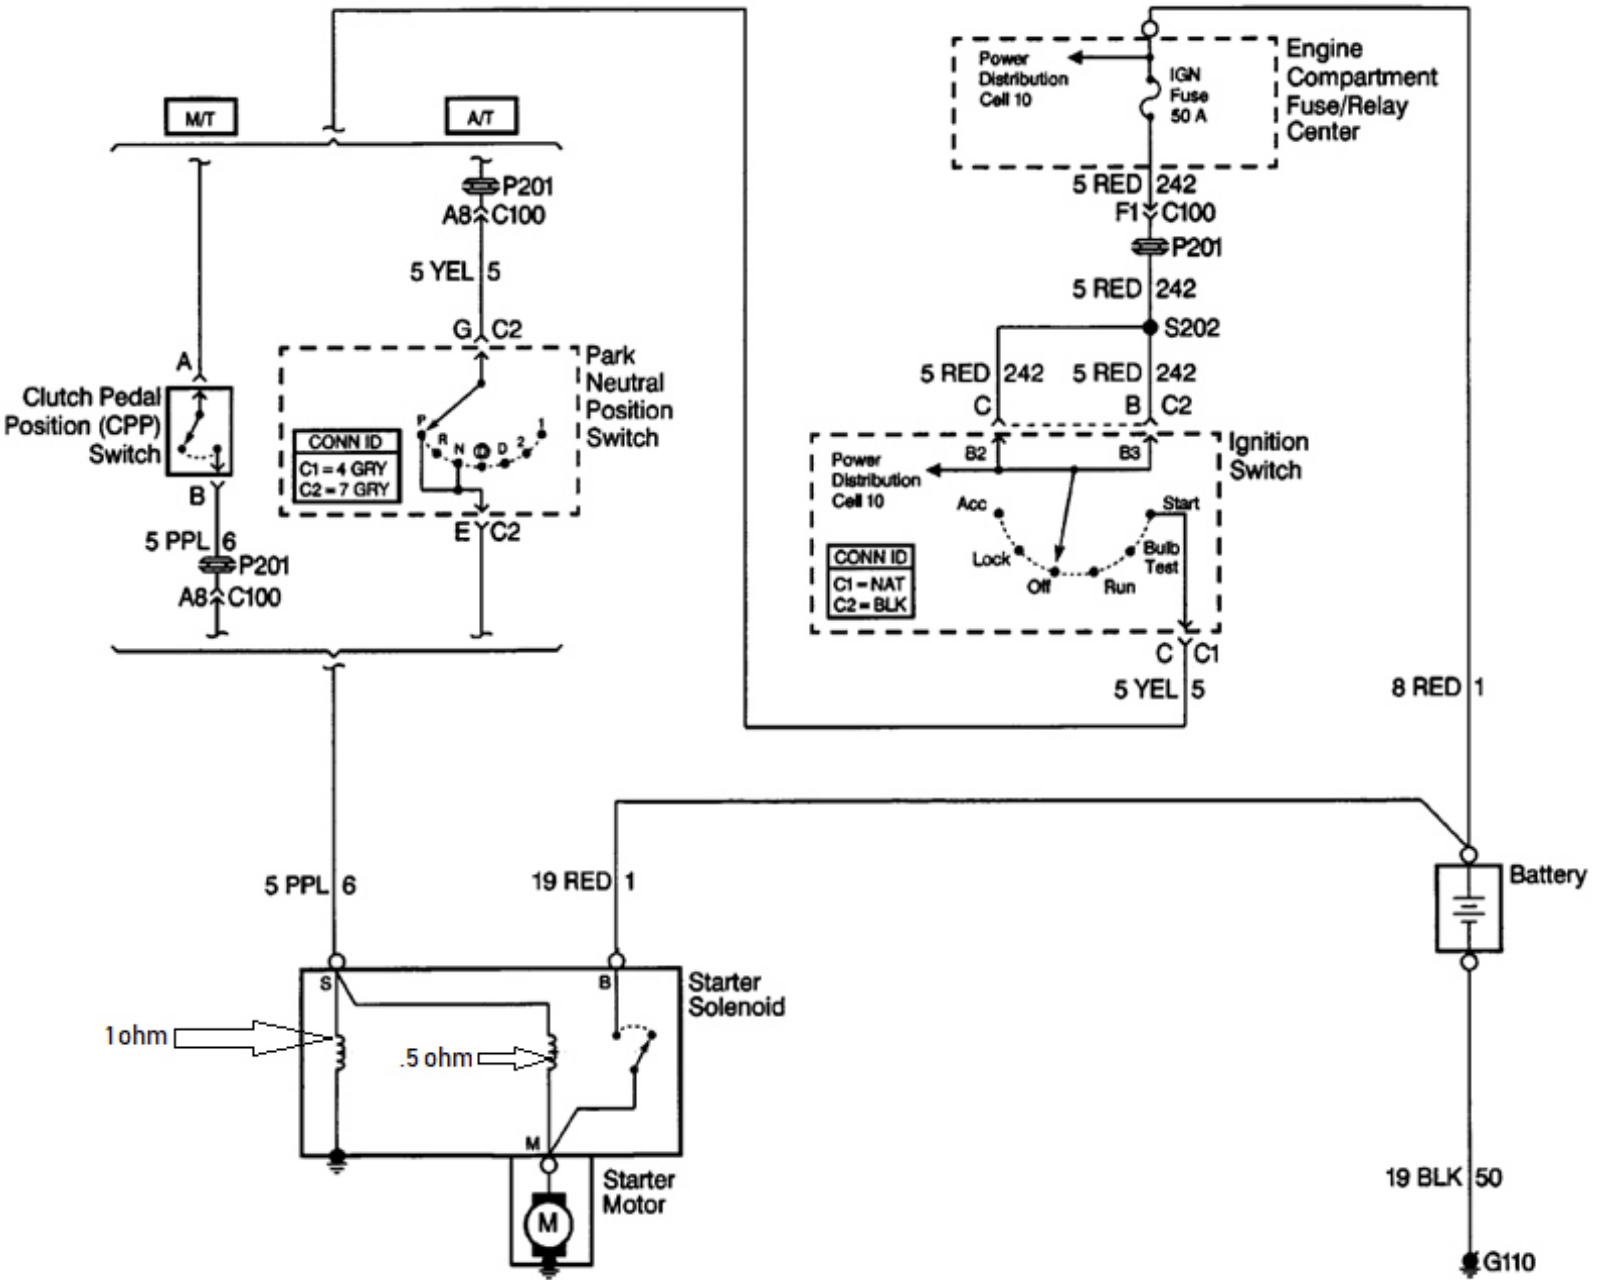 M/T
A/T
P201
A8 C100
5 YEL 5
G C2
Park
Neutral
Position
Switch
P
R
N
D
D
2
1
CONN ID
C1 = 4 GRY
C2 = 7 GRY
E C2
A
Clutch Pedal
Position (CPP)
Switch
B
5 PPL 6
P201
A8 C100
Power
Distribution
Cell 10
IGN
Fuse
50 A
Engine
Compartment
Fuse/Relay
Center
5 RED 242
F1 C100
P201
5 RED 242
S202
5 RED 242
5 RED 242
C
B C2
B2
B3
Ignition
Switch
Power
Distribution
Cell 10
Acc
Lock
Off
Run
Bulb
Test
Start
CONN ID
C1 = NAT
C2 = BLK
C C1
5 YEL 5
8 RED 1
5 PPL 6
19 RED 1
Battery
S
B
Starter
Solenoid
1 ohm
.5 ohm
M
Starter
Motor
M
19 BLK 50
G110